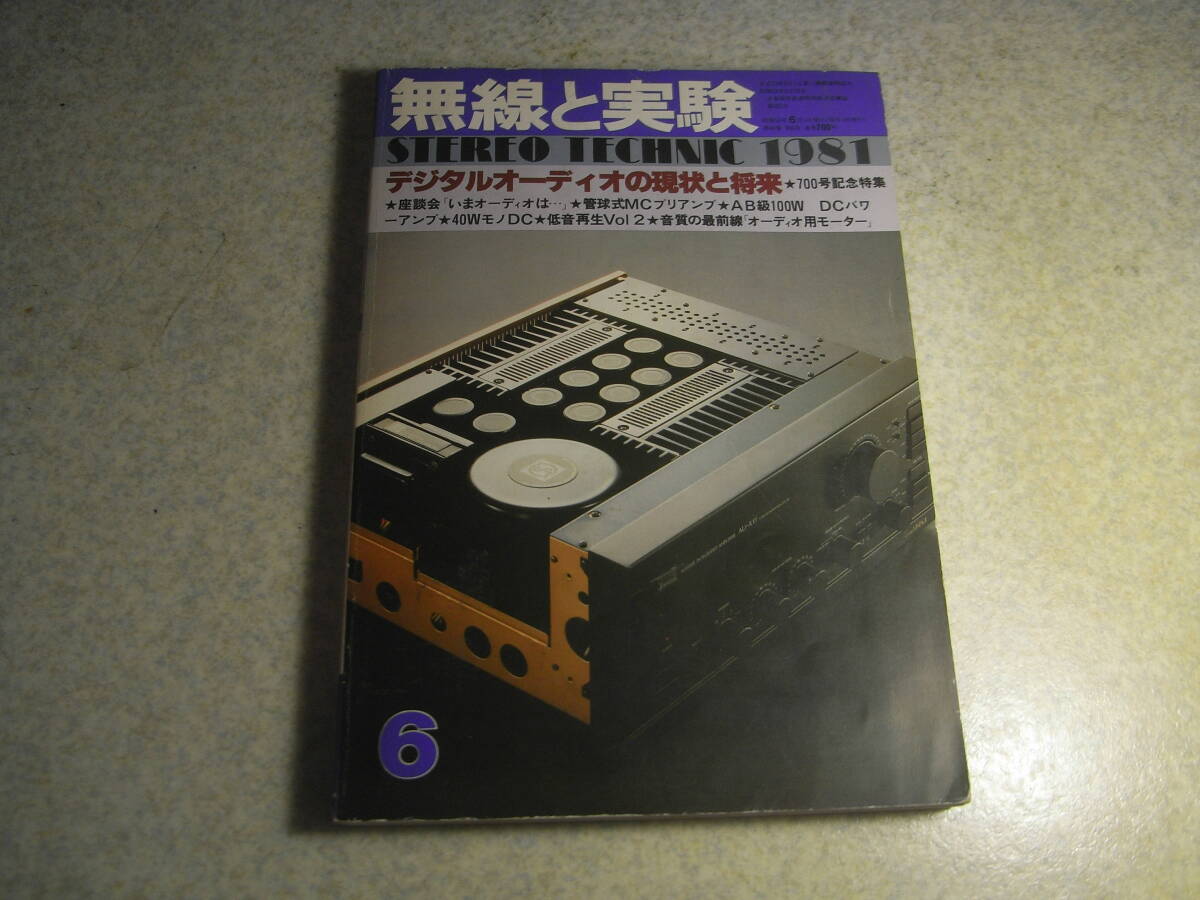 無線と実験
STEREO TECHNIC 1981
デジタルオーディオの現状と将来★700号記念特集
★座談会「いまオーディオは…」★管球式MCプリアンプ★AB級100W DCパワ
ーアンプ★40WモノDC★低音再生Vol 2★音質の最前線「オーディオ用モーター」
6